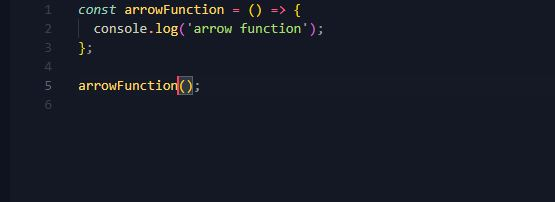 1 const arrowFunction = () => {
2 console.log('arrow function');
3 };
4
5 arrowFunction();
6